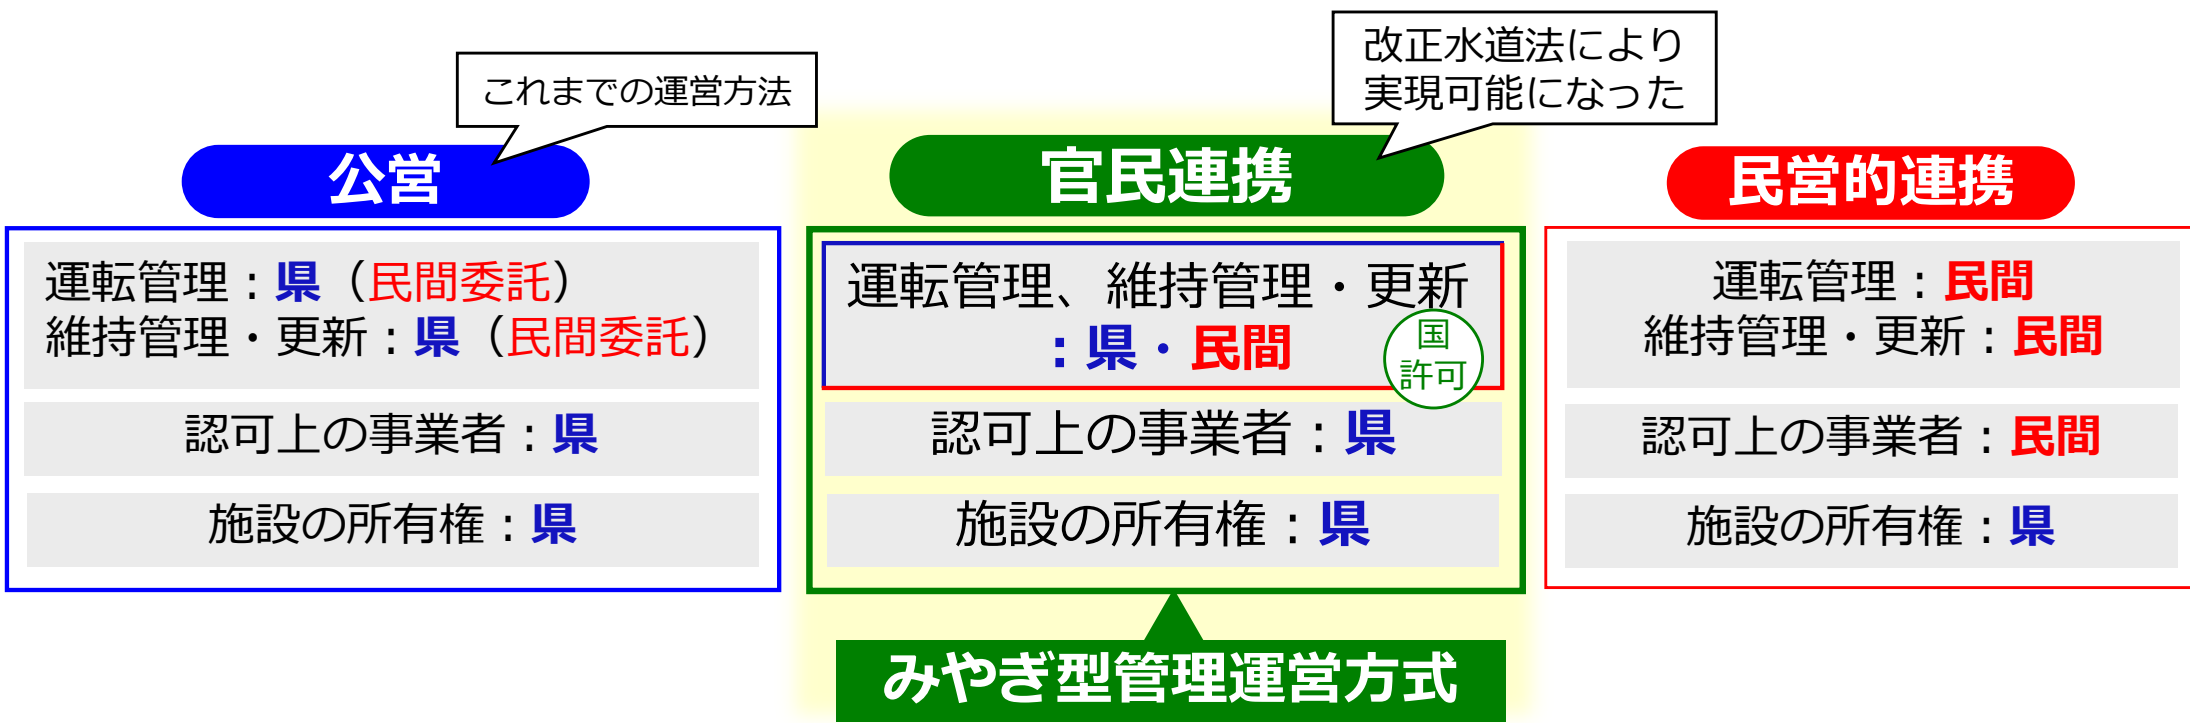 これまでの運営方法
公営
運転管理：県（民間委託）
維持管理・更新：県（民間委託）
認可上の事業者：県
施設の所有権：県
改正水道法により
実現可能になった
官民連携
運転管理、維持管理・更新
：県・民間
国
許可
認可上の事業者：県
施設の所有権：県
みやぎ型管理運営方式
民営的連携
運転管理：民間
維持管理・更新：民間
認可上の事業者：民間
施設の所有権：県